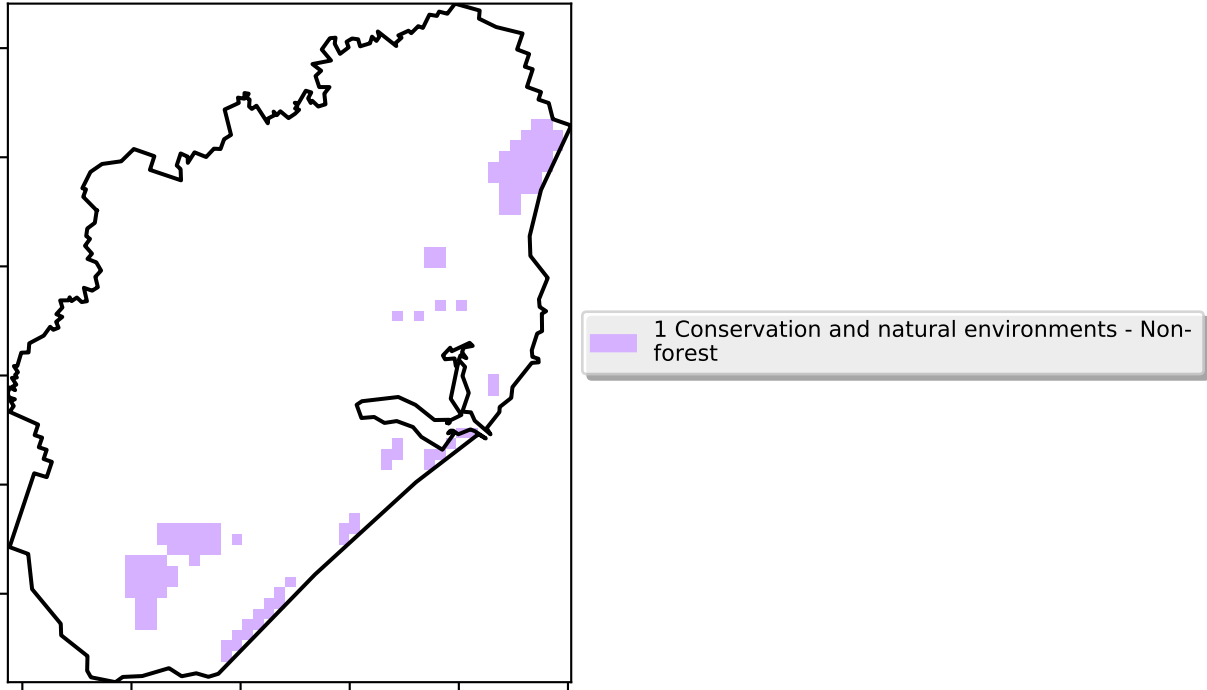 1 Conservation and natural environments - Non-
forest